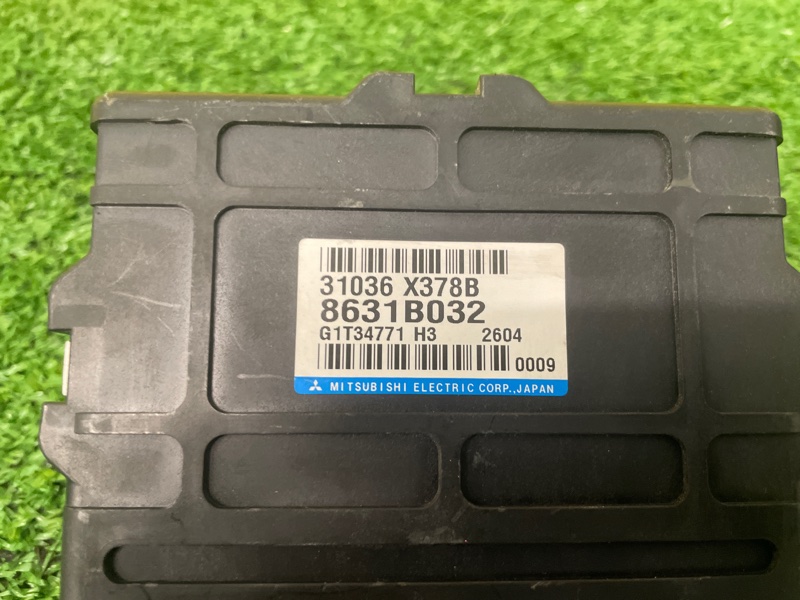 31036 X378B
8631B032
G1T34771 H3 2604
0009
MITSUBISHI ELECTRIC CORP.,JAPAN